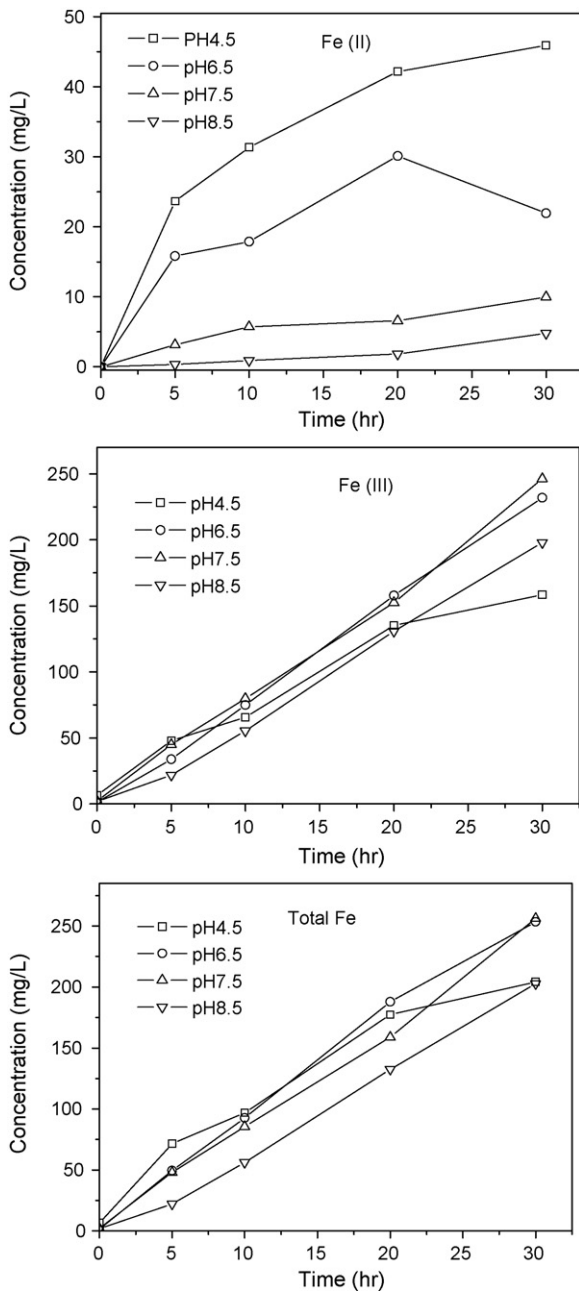 50
40
30
20
10
0
Concentration (mg/L)
PH4.5
pH6.5
pH7.5
pH8.5
Fe (II)
0 5 10 15 20 25 30
Time (hr)
250
200
150
100
50
0
Concentration (mg/L)
pH4.5
pH6.5
pH7.5
pH8.5
Fe (III)
0 5 10 15 20 25 30
Time (hr)
250
200
150
100
50
0
Concentration (mg/L)
pH4.5
pH6.5
pH7.5
pH8.5
Total Fe
0 5 10 15 20 25 30
Time (hr)